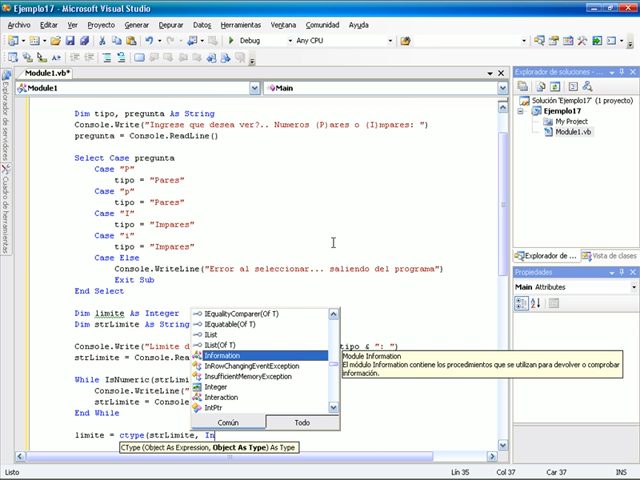 Ejemplo17 - Microsoft Visual Studio
Archivo Editar Ver Proyecto Generar Depurar Datos Herramientas Ventana Comunidad Ayuda
Debug Any CPU
Module1.vb*
Explorador de soluciones -
Module1 Main
Solución "Ejemplo17" (1 proyecto)
Ejemplo17
My Project
Module1.vb
Explorador de servidores
Cuadro de herramientas
Dim tipo, pregunta As String
Console.Write("Ingrese que desea ver?.. Numeros (P)ares o (I)mpares: ")
pregunta = Console.ReadLine()
Select Case pregunta
Case "P"
tipo = "Pares"
Case "p"
tipo = "Pares"
Case "I"
tipo = "Impares"
Case "i"
tipo = "Impares"
Case Else
Console.WriteLine("Error al seleccionar... saliendo del programa")
Exit Sub
End Select
Explorador de ... Vista de clases
Propiedades
Main Attributes
Dim limite As Integer
Dim strLimite As String
Console.Write("Limite d tipo & ": ")
strLimite = Console.Rea
While IsNumeric(strLimi
Console.WriteLine("
strLimite = Console
End While
limite = ctype(strLimite, In
IEqualityComparer(Of T)
IEquatable(Of T)
IList
IList(Of T)
Information
InRowChangingEventException
InsufficientMemoryException
Integer
Interaction
IntPtr
Común Todo
Module Information
El módulo Information contiene los procedimientos que se utilizan para devolver o comprobar
información.
CType (Object As Expression, Object As Type) As Type
Listo Lín 35 Col 37 Car 37 INS